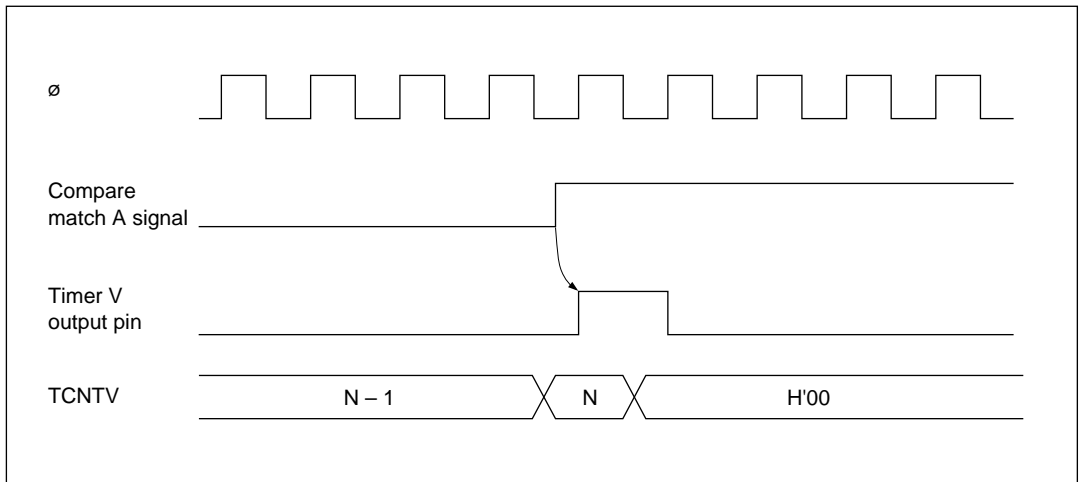 ø
Compare
match A signal
Timer V
output pin
TCNTV
N – 1
N
H'00